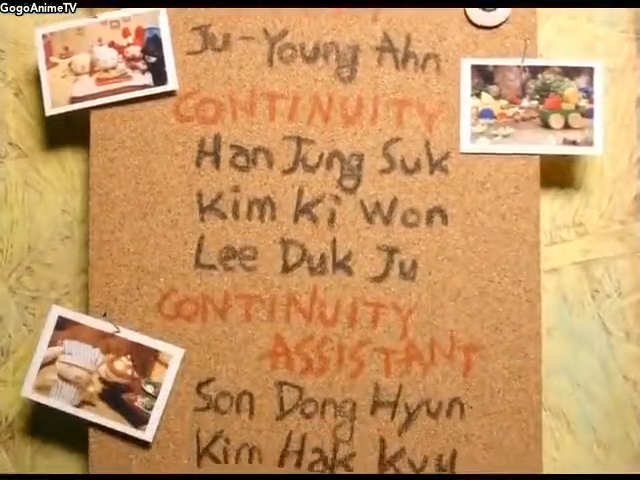 GogoAnimeTV
Ju-Young Ahn
CONTINUITY
Han Jung Suk
Kim Ki Won
Lee Duk Ju
CONTINUITY
ASSISTANT
Son Dong Hyun
Kim Hak Kyu